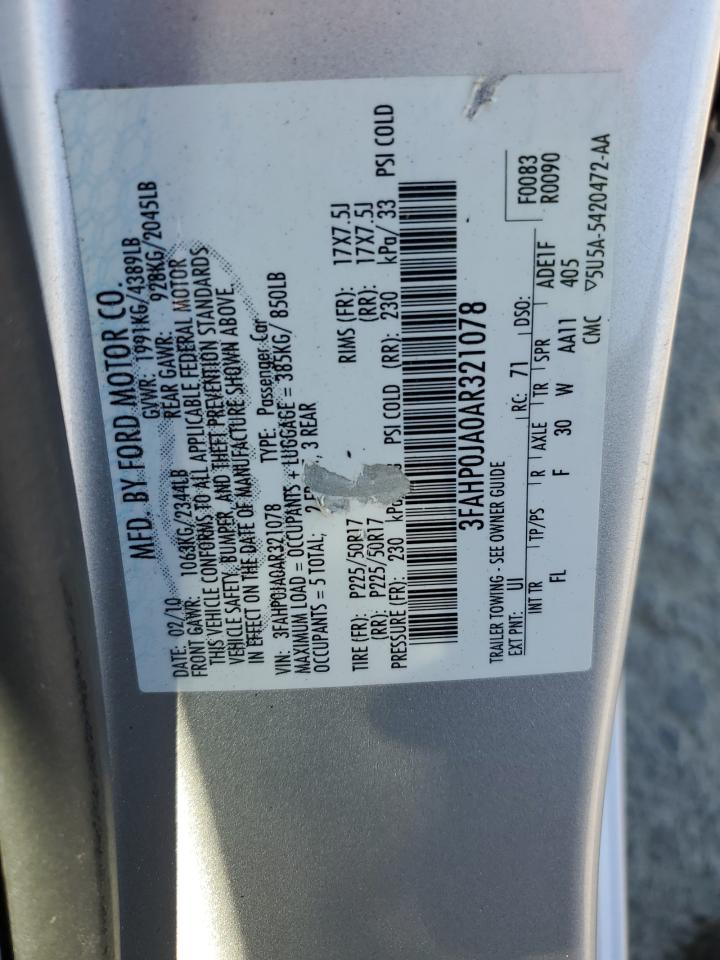 MFD. BY FORD MOTOR CO.
DATE: 02/10 GVWR: 1991KG/4389LB
FRONT GAWR: 1063KG/2344LB REAR GAWR: 928KG/2045LB
THIS VEHICLE CONFORMS TO ALL APPLICABLE FEDERAL MOTOR
VEHICLE SAFETY, BUMPER, AND THEFT PREVENTION STANDARDS
IN EFFECT ON THE DATE OF MANUFACTURE SHOWN ABOVE.
VIN: 3FAHP0JA0AR321078 TYPE: Passenger Car
MAXIMUM LOAD = OCCUPANTS + LUGGAGE = 385KG/ 850LB
OCCUPANTS = 5 TOTAL; 2 3 REAR
TIRE (FR): P225/50R17 RIMS (FR): 17X7.5J
(RR): P225/50R17 (RR): 17X7.5J
PRESSURE (FR): 230 kPa PSI COLD (RR): 230 kPa/ 33 PSI COLD
3FAHP0JA0AR321078
TRAILER TOWING - SEE OWNER GUIDE
EXT PNT: UI RC: 71 DSO: F0083
R0090
INT TR TP/PS R AXLE TR SPR ADE1F
FL F 30 W AA11 405
CMC ▽5U5A-5420472-AA